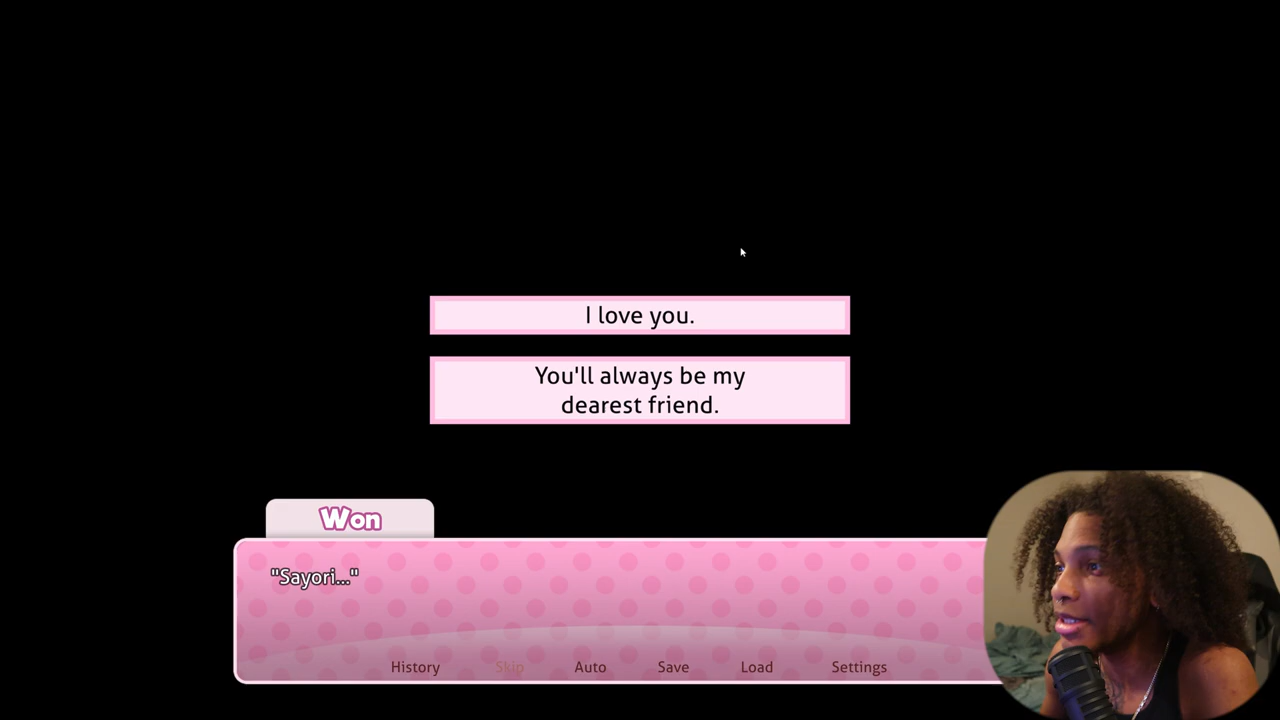 I love you.
You'll always be my
dearest friend.
Won
"Sayori..."
History Skip Auto Save Load Settings